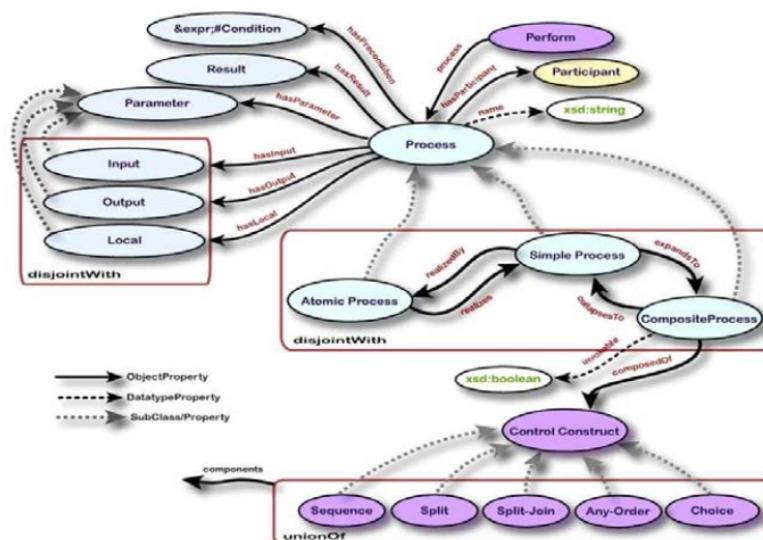 &expr;#Condition
Result
Parameter
Input
Output
Local
disjointWith
hasPrecondition
hasResult
hasParameter
hasInput
hasOutput
hasLocal
process
hasParticipant
name
Perform
Participant
xsd:string
Process
Simple Process
Atomic Process
CompositeProcess
realizedBy
realizes
expandsTo
collapsesTo
disjointWith
invokable
composedOf
xsd:boolean
ObjectProperty
DatatypeProperty
SubClass/Property
Control Construct
components
Sequence
Split
Split-Join
Any-Order
Choice
unionOf